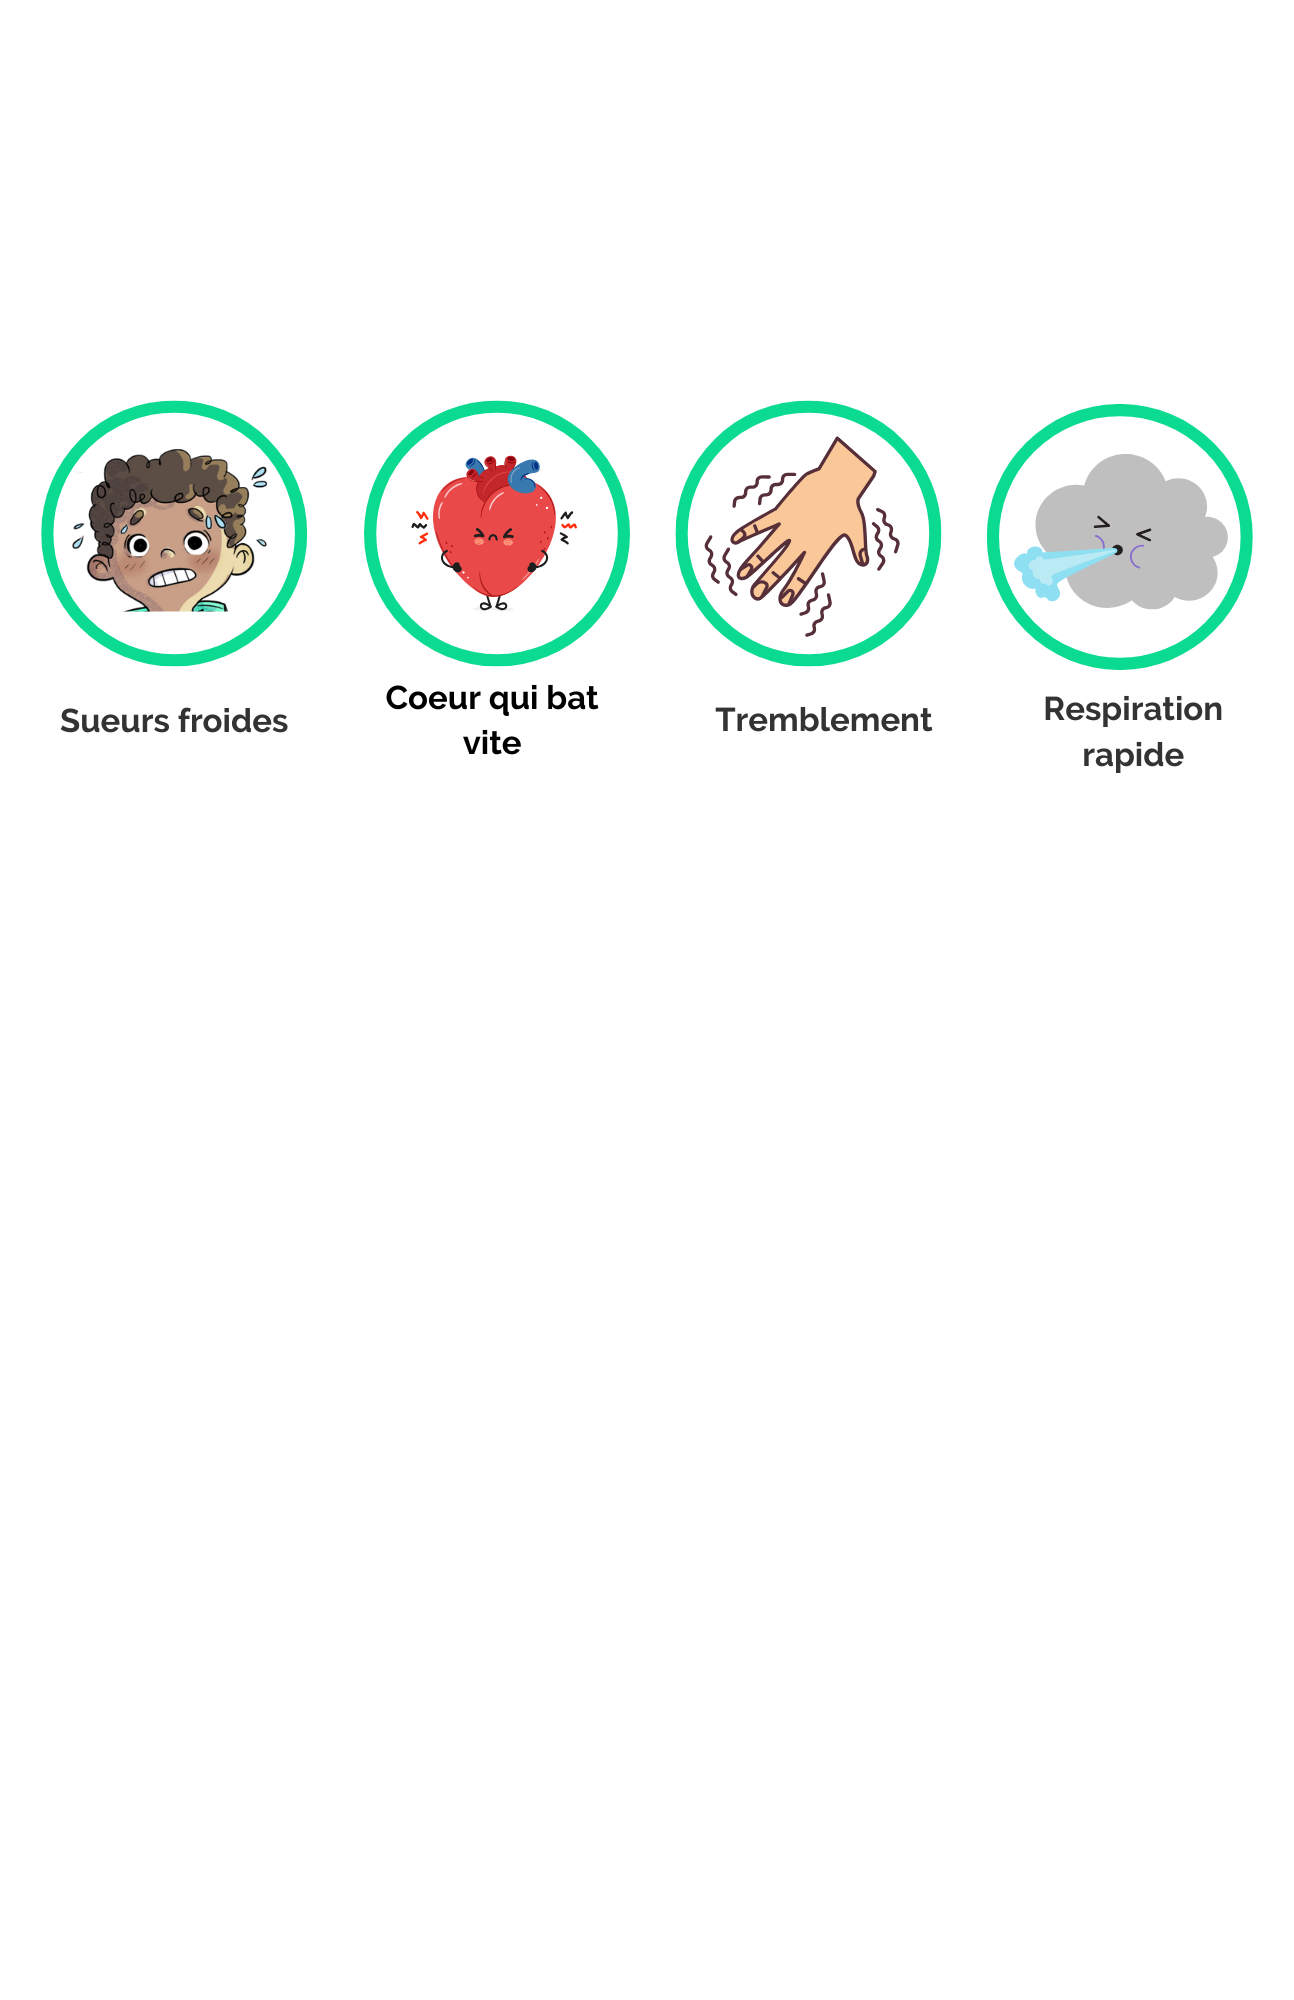 Sueurs froides
Coeur qui bat
vite
Tremblement
Respiration
rapide